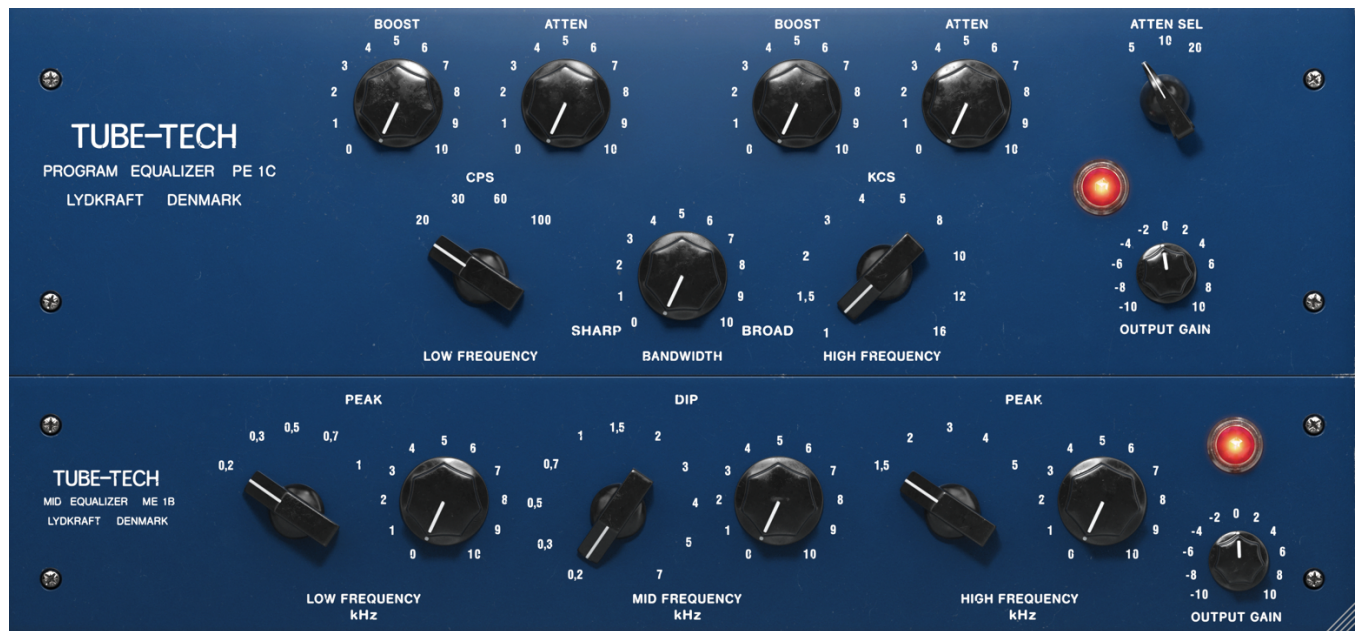 BOOST ATTEN BOOST ATTEN ATTEN SEL
0 1 2 3 4 5 6 7 8 9 10
0 1 2 3 4 5 6 7 8 9 10
0 1 2 3 4 5 6 7 8 9 10
0 1 2 3 4 5 6 7 8 9 10
5 10 20
TUBE-TECH
PROGRAM EQUALIZER PE 1C
LYDKRAFT DENMARK
CPS
20 30 60 100
LOW FREQUENCY
0 1 2 3 4 5 6 7 8 9 10
SHARP BROAD
BANDWIDTH
KCS
1 1,5 2 3 4 5 8 10 12 16
HIGH FREQUENCY
-10 -8 -6 -4 -2 0 2 4 6 8 10
OUTPUT GAIN
TUBE-TECH
MID EQUALIZER ME 1B
LYDKRAFT DENMARK
PEAK
0,2 0,3 0,5 0,7 1
0 1 2 3 4 5 6 7 8 9 10
LOW FREQUENCY
kHz
DIP
0,2 0,3 0,5 0,7 1 1,5 2 3 4 5 7
0 1 2 3 4 5 6 7 8 9 10
MID FREQUENCY
kHz
PEAK
1,5 2 3 4 5
0 1 2 3 4 5 6 7 8 9 10
HIGH FREQUENCY
kHz
-10 -8 -6 -4 -2 0 2 4 6 8 10
OUTPUT GAIN